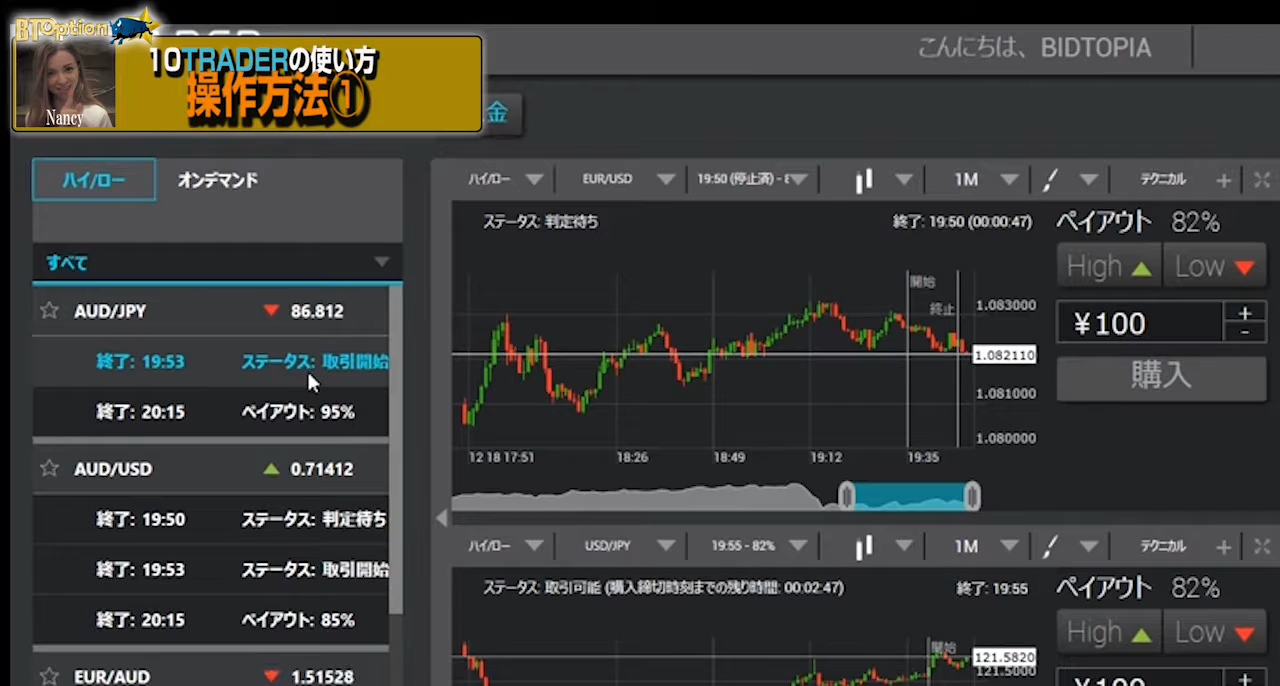 BTOption
10TRADERの使い方
操作方法①
Nancy
こんにちは、BIDTOPIA
金
ハイ/ロー オンデマンド
すべて
AUD/JPY 86.812
終了: 19:53 ステータス: 取引開始
終了: 20:15 ペイアウト: 95%
AUD/USD 0.71412
終了: 19:50 ステータス: 判定待ち
終了: 19:53 ステータス: 取引開始
終了: 20:15 ペイアウト: 85%
EUR/AUD 1.51528
ハイ/ロー EUR/USD 19:50 (停止済) - 8 1M テクニカル +
ステータス: 判定待ち 終了: 19:50 (00:00:47)
ペイアウト 82%
High Low
¥100 + -
購入
開始
終止
1.083000
1.082110
1.081000
1.080000
12 18 17:51 18:26 18:49 19:12 19:35
ハイ/ロー USD/JPY 19:55 - 82% 1M テクニカル +
ステータス: 取引可能 (購入締切時刻までの残り時間: 00:02:47) 終了: 19:55
ペイアウト 82%
High Low
開始
121.5820
121.5000
¥100 +